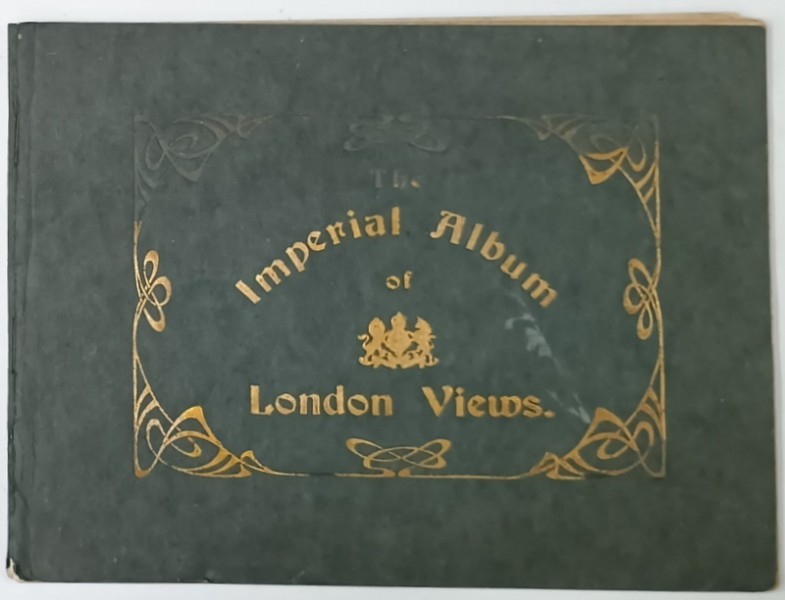 The
Imperial Album
of
London Views.